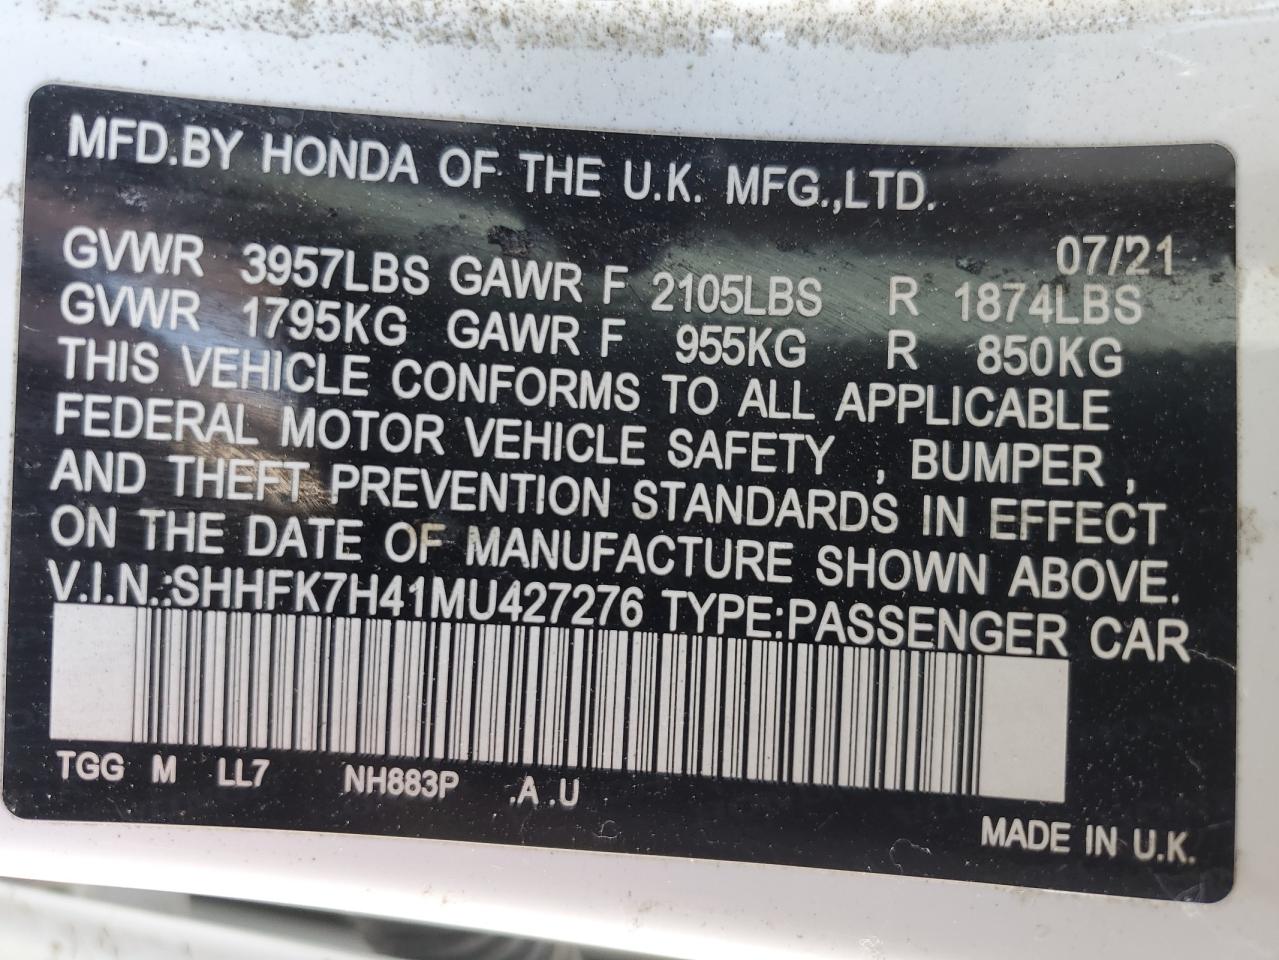 MFD.BY HONDA OF THE U.K. MFG.,LTD.
07/'21
GVWR 3957LBS GAWR F 2105LBS R 1874LBS
GVWR 1795KG GAWR F 955KG R 850KG
THIS VEHICLE CONFORMS TO ALL APPLICABLE
FEDERAL MOTOR VEHICLE SAFETY , BUMPER ,
AND THEFT PREVENTION STANDARDS IN EFFECT
ON THE DATE OF MANUFACTURE SHOWN ABOVE.
V.I.N.:SHHFK7H41MU427276 TYPE:PASSENGER CAR
TGG M LL7 NH883P .A .U
MADE IN U.K.